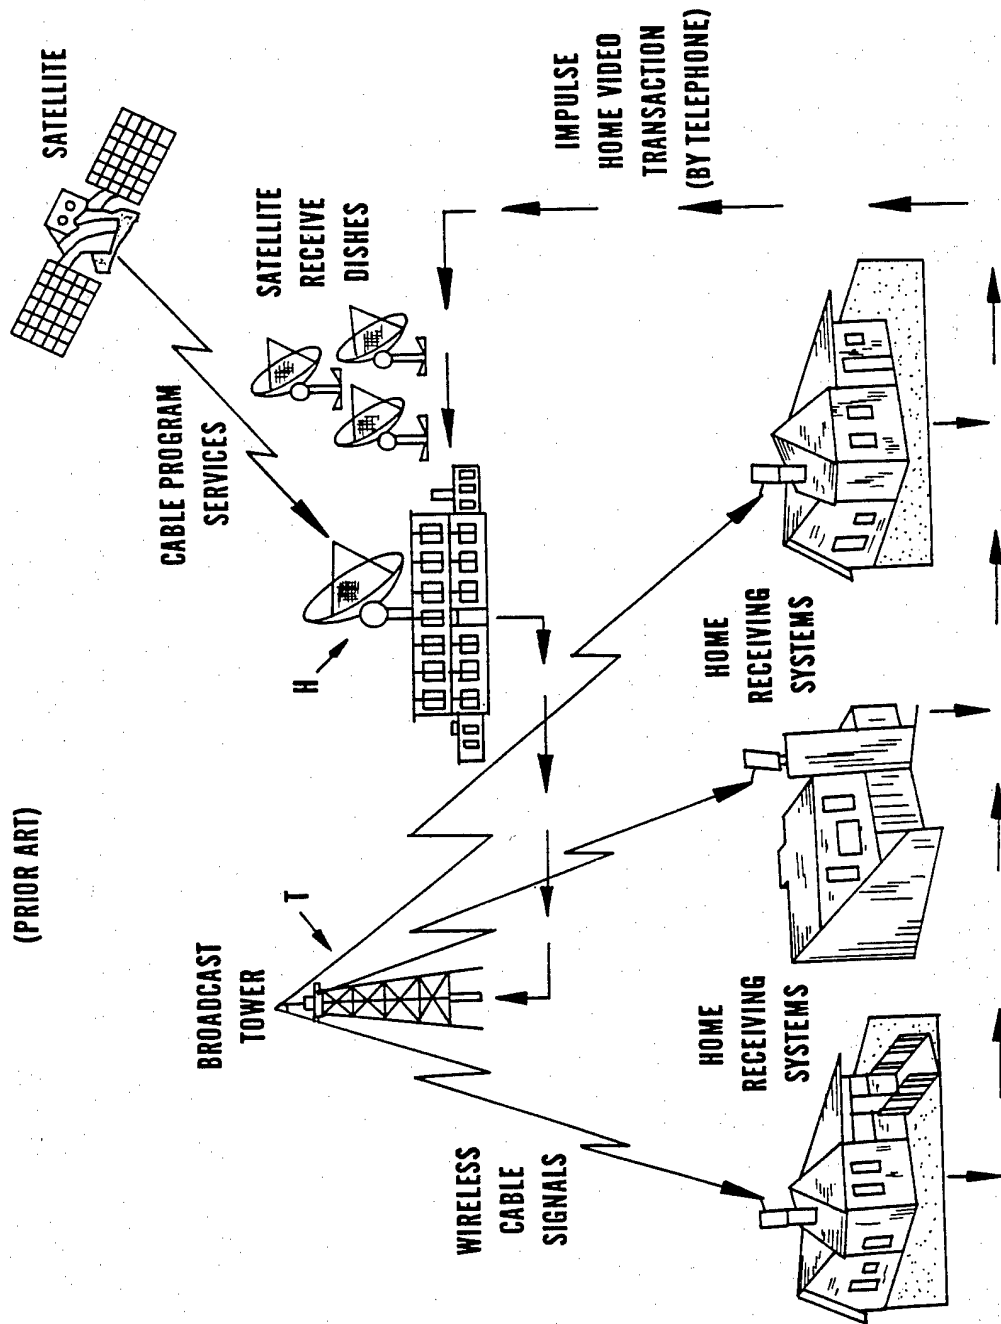 (PRIOR ART)
SATELLITE
CABLE PROGRAM
SERVICES
SATELLITE
RECEIVE
DISHES
H
BROADCAST
TOWER
T
WIRELESS
CABLE
SIGNALS
IMPULSE
HOME VIDEO
TRANSACTION
(BY TELEPHONE)
HOME
RECEIVING
SYSTEMS
HOME
RECEIVING
SYSTEMS